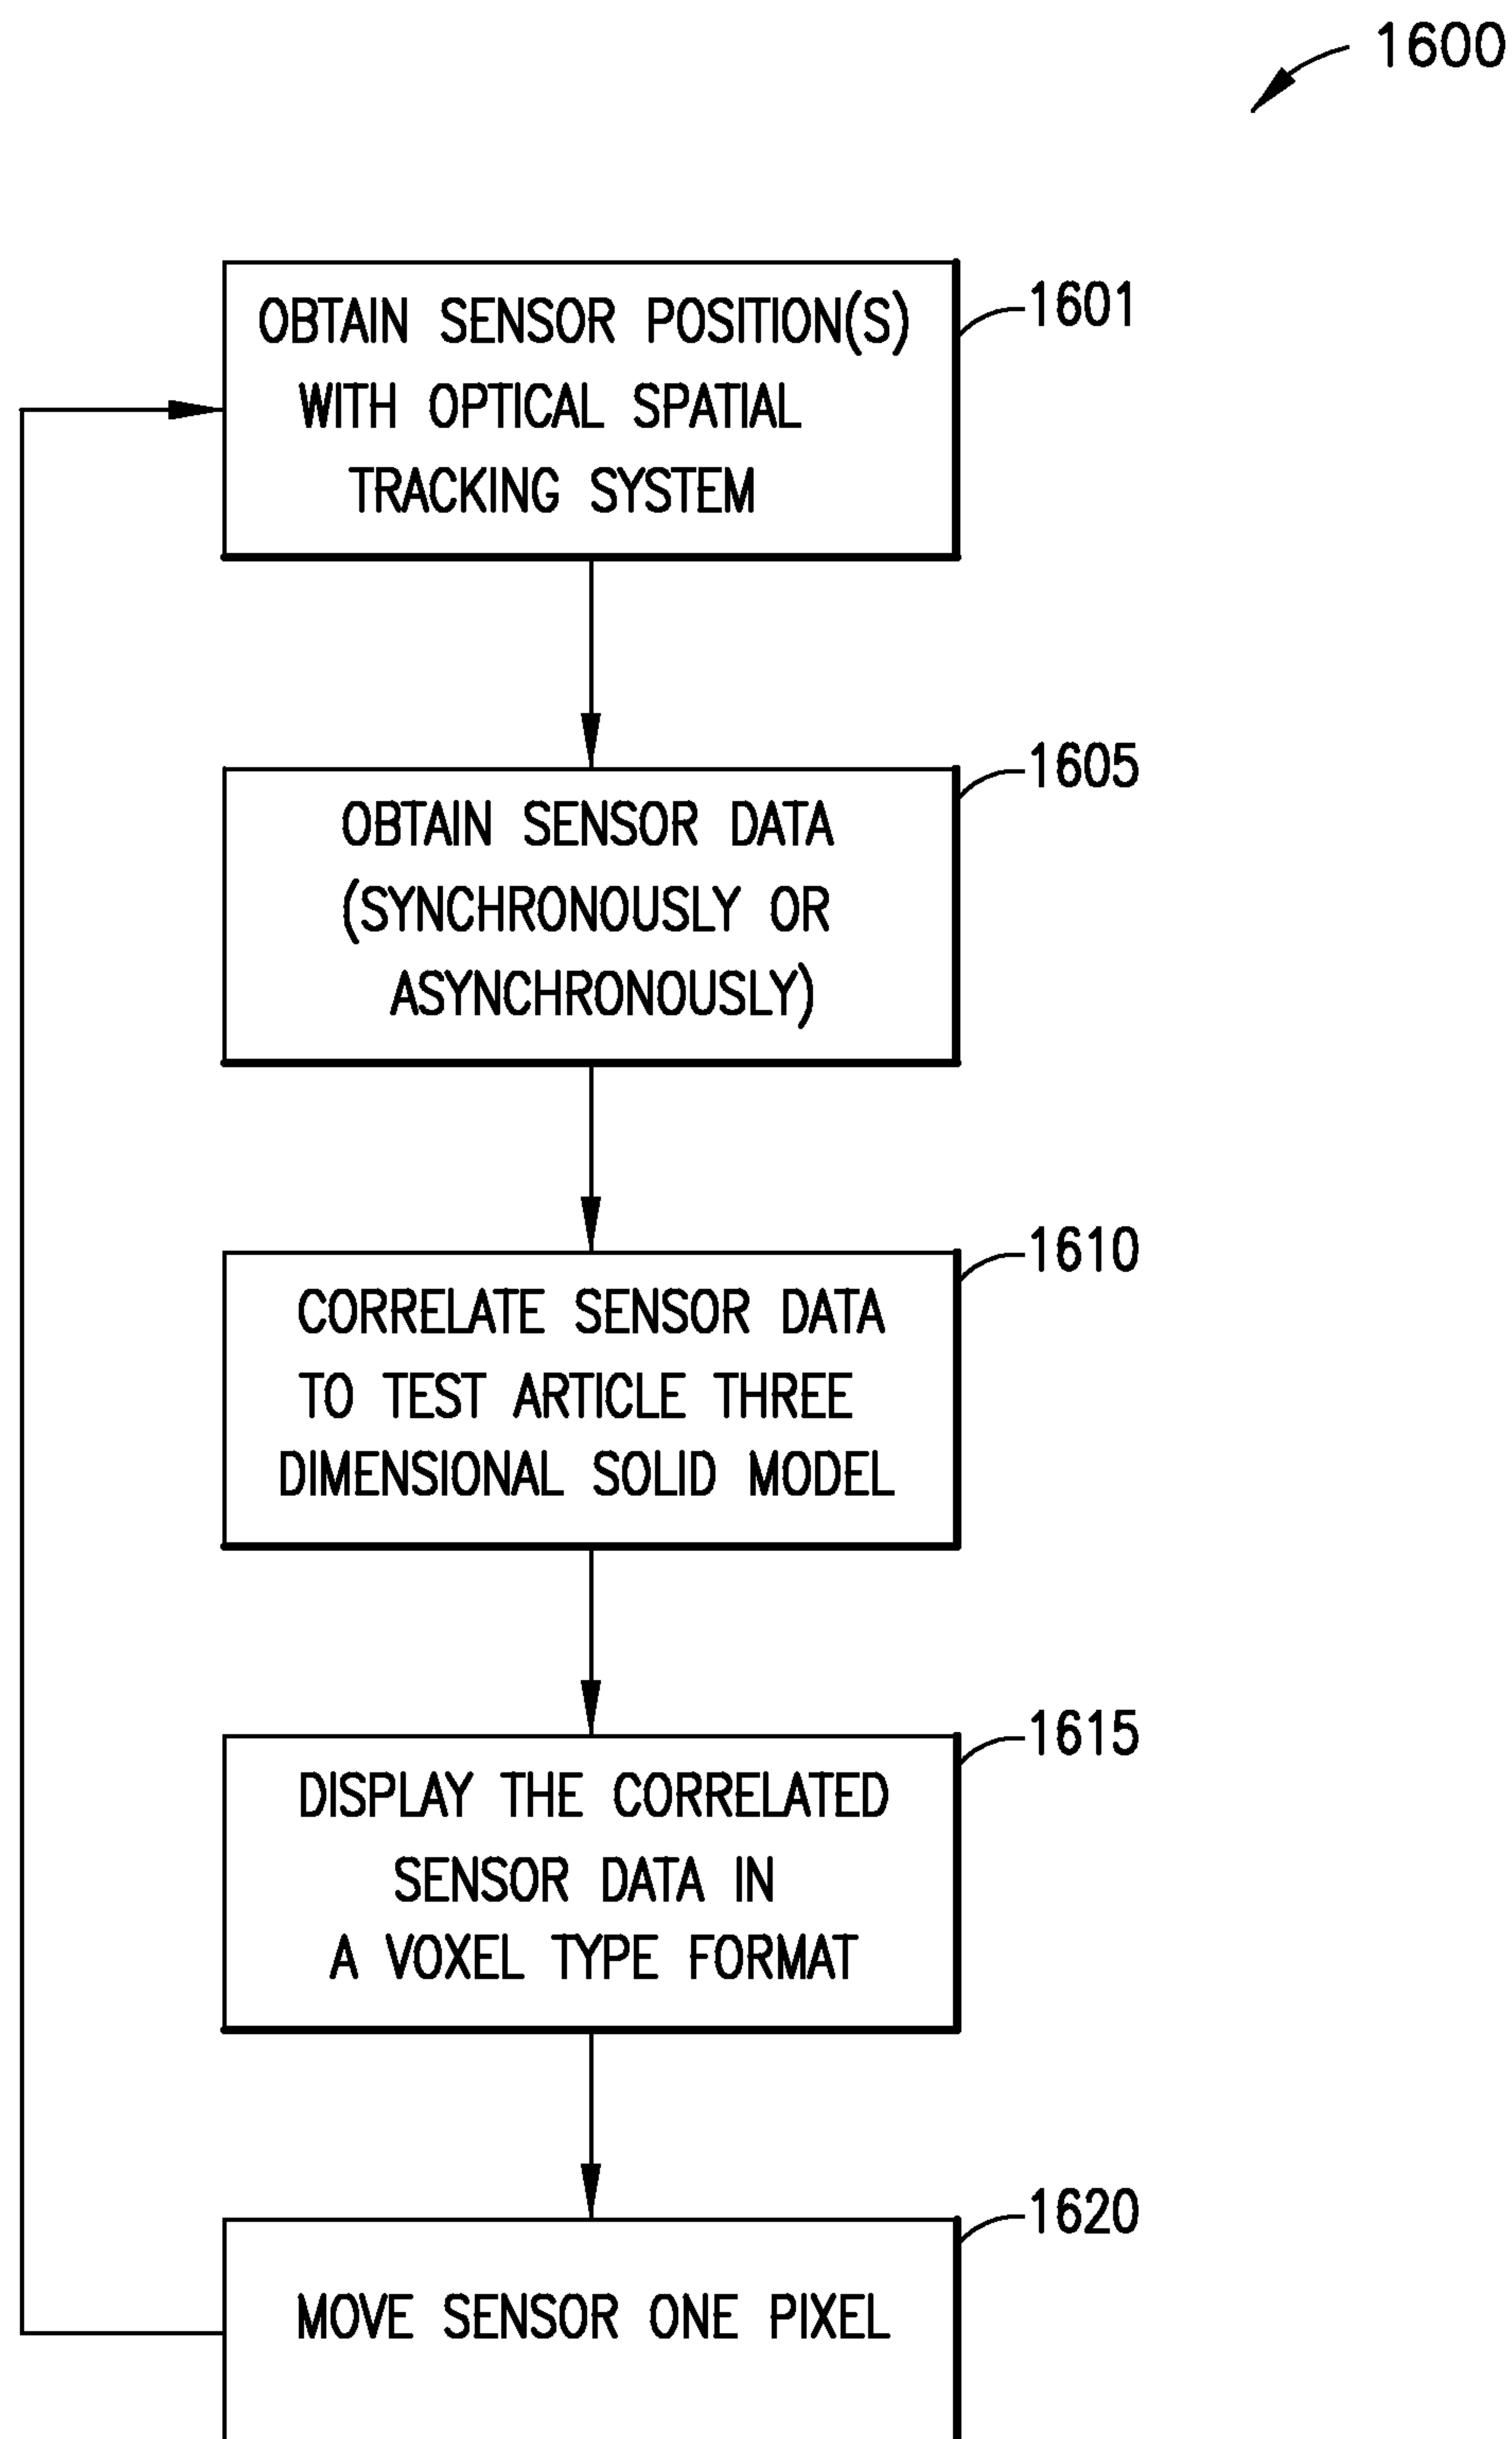 1600
OBTAIN SENSOR POSITION(S)
WITH OPTICAL SPATIAL
TRACKING SYSTEM
1601
OBTAIN SENSOR DATA
(SYNCHRONOUSLY OR
ASYNCHRONOUSLY)
1605
CORRELATE SENSOR DATA
TO TEST ARTICLE THREE
DIMENSIONAL SOLID MODEL
1610
DISPLAY THE CORRELATED
SENSOR DATA IN
A VOXEL TYPE FORMAT
1615
MOVE SENSOR ONE PIXEL
1620